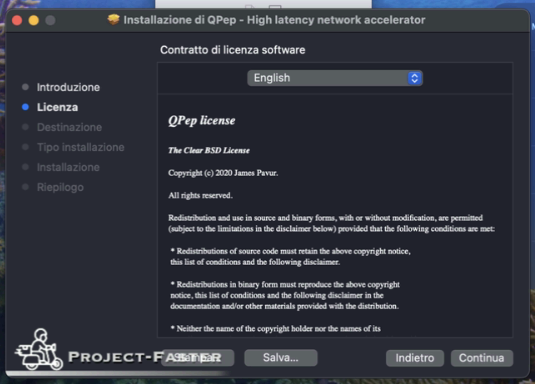 Installazione di QPep - High latency network accelerator
Contratto di licenza software
Introduzione
Licenza
Destinazione
Tipo installazione
Installazione
Riepilogo
English
QPep license
The Clear BSD License
Copyright (c) 2020 James Pavur.
All rights reserved.
Redistribution and use in source and binary forms, with or without modification, are permitted
(subject to the limitations in the disclaimer below) provided that the following conditions are met:
* Redistributions of source code must retain the above copyright notice,
this list of conditions and the following disclaimer.
* Redistributions in binary form must reproduce the above copyright
notice, this list of conditions and the following disclaimer in the
documentation and/or other materials provided with the distribution.
* Neither the name of the copyright holder nor the names of its
PROJECT-FASTER
Salva...
Indietro
Continua